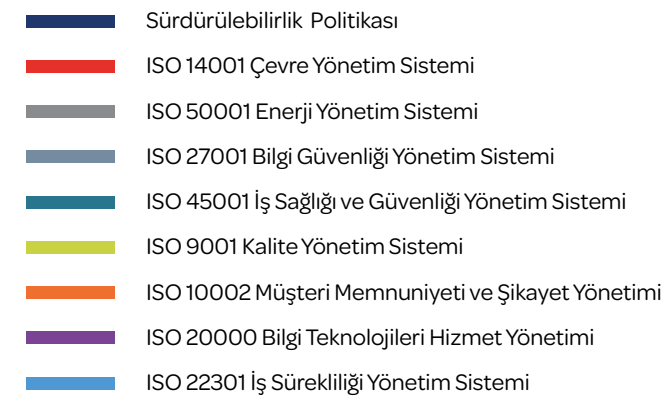 Sürdürülebilirlik Politikası
ISO 14001 Çevre Yönetim Sistemi
ISO 50001 Enerji Yönetim Sistemi
ISO 27001 Bilgi Güvenliği Yönetim Sistemi
ISO 45001 İş Sağlığı ve Güvenliği Yönetim Sistemi
ISO 9001 Kalite Yönetim Sistemi
ISO 10002 Müşteri Memnuniyeti ve Şikayet Yönetimi
ISO 20000 Bilgi Teknolojileri Hizmet Yönetimi
ISO 22301 İş Sürekliliği Yönetim Sistemi